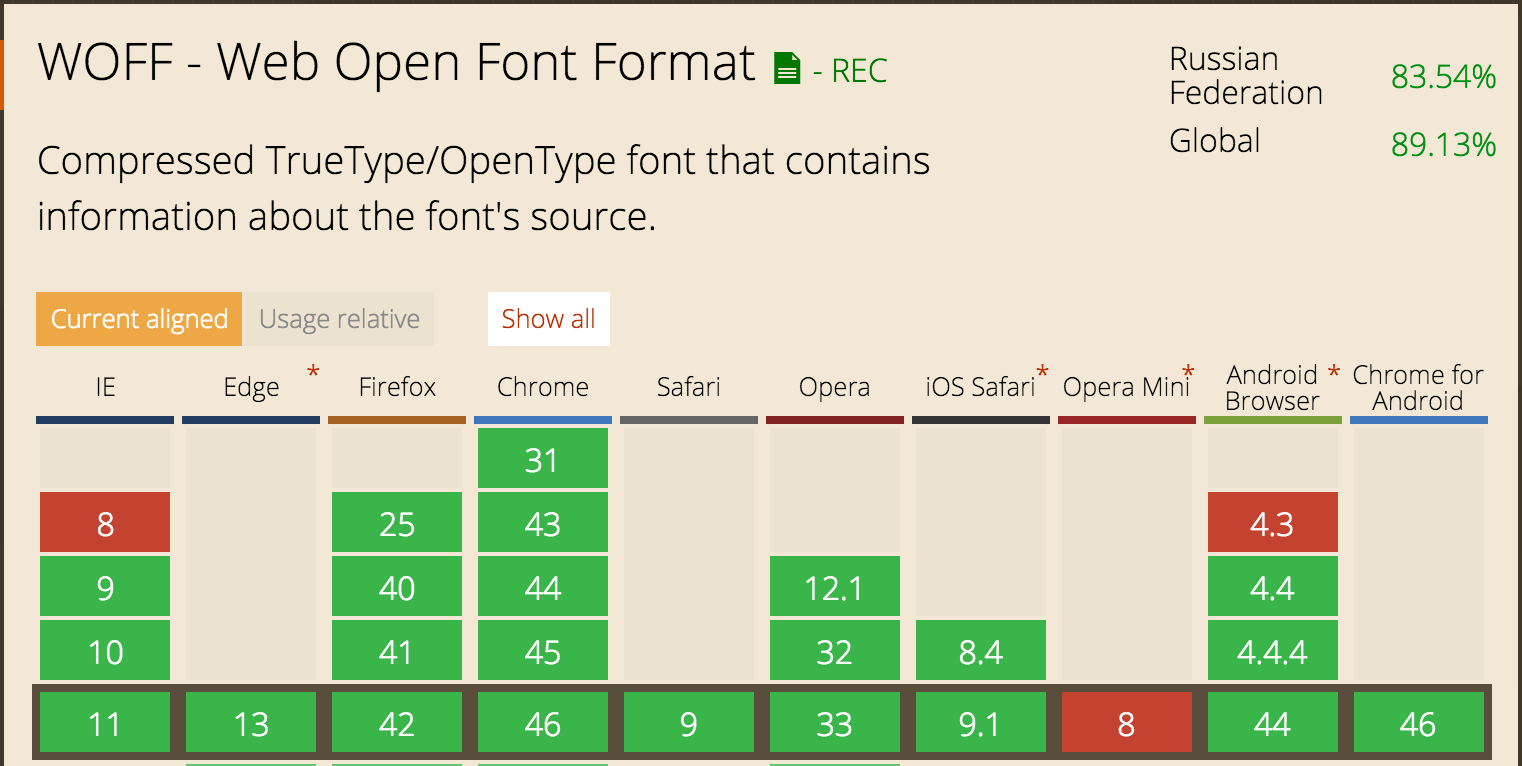 WOFF - Web Open Font Format - REC
Russian
Federation 83.54%
Global 89.13%
Compressed TrueType/OpenType font that contains
information about the font's source.
Current aligned Usage relative Show all
IE Edge * Firefox Chrome Safari Opera iOS Safari * Opera Mini * Android Browser * Chrome for Android
31
8 25 43 4.3
9 40 44 12.1 4.4
10 41 45 32 8.4 4.4.4
11 13 42 46 9 33 9.1 8 44 46